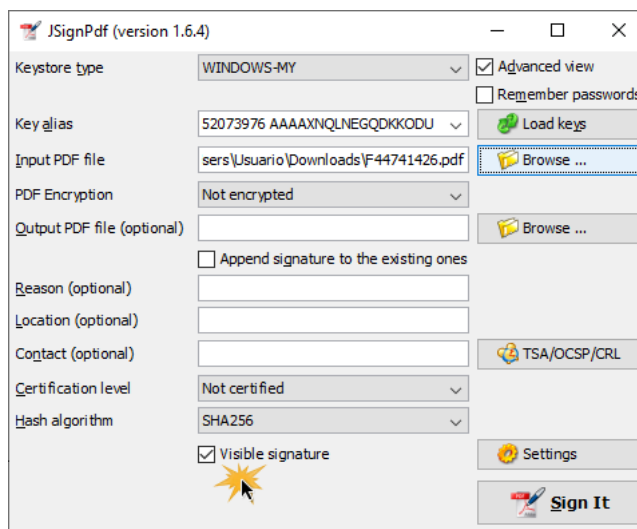 JSignPdf (version 1.6.4)
Keystore type WINDOWS-MY Advanced view
Remember passwords
Key alias 52073976 AAAAXNQLNEGQDKKODU Load keys
Input PDF file sers\Usuario\Downloads\F44741426.pdf Browse ...
PDF Encryption Not encrypted
Output PDF file (optional) Browse ...
Append signature to the existing ones
Reason (optional)
Location (optional)
Contact (optional) TSA/OCSP/CRL
Certification level Not certified
Hash algorithm SHA256
Visible signature Settings
Sign It